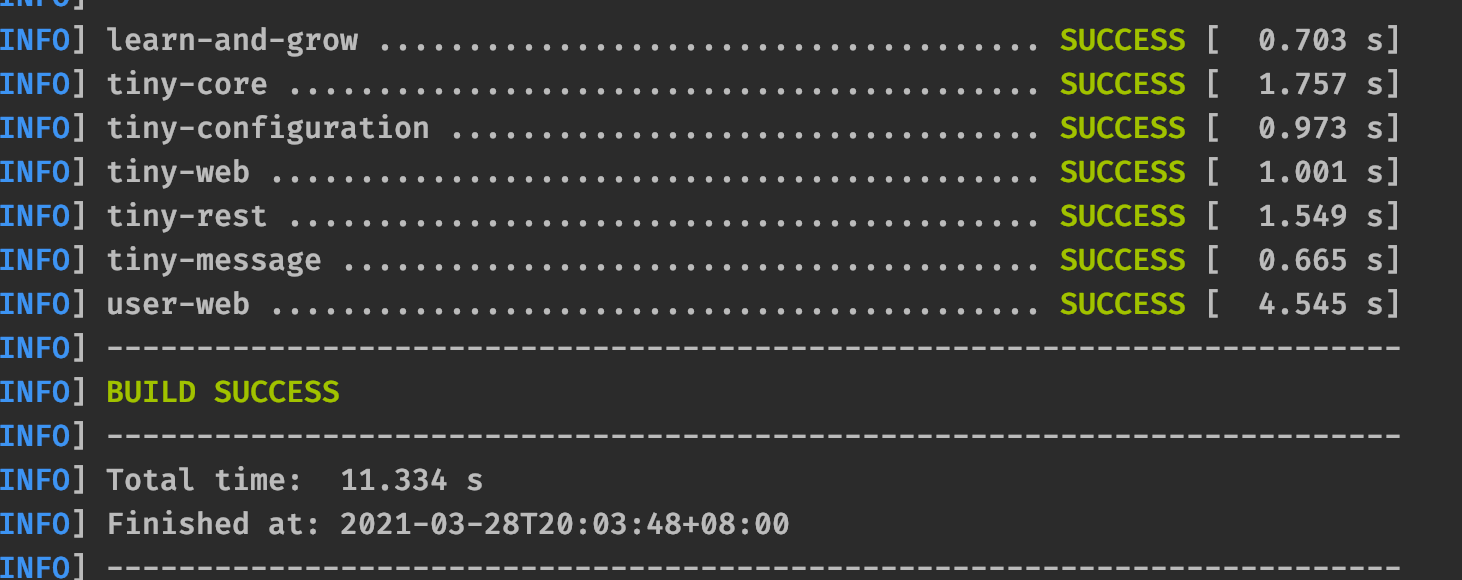 INFO]
INFO] learn-and-grow ..................................... SUCCESS [  0.703 s]
INFO] tiny-core .......................................... SUCCESS [  1.757 s]
INFO] tiny-configuration ................................. SUCCESS [  0.973 s]
INFO] tiny-web ........................................... SUCCESS [  1.001 s]
INFO] tiny-rest .......................................... SUCCESS [  1.549 s]
INFO] tiny-message ....................................... SUCCESS [  0.665 s]
INFO] user-web ........................................... SUCCESS [  4.545 s]
INFO] ------------------------------------------------------------------------
INFO] BUILD SUCCESS
INFO] ------------------------------------------------------------------------
INFO] Total time:  11.334 s
INFO] Finished at: 2021-03-28T20:03:48+08:00
INFO] ------------------------------------------------------------------------